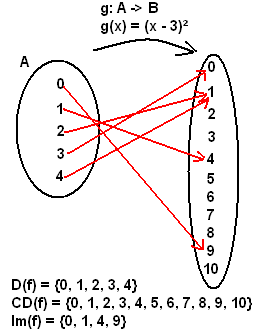 g: A -> B
g(x) = (x - 3)²
A
0
1
2
3
4
0
1
2
3
4
5
6
7
8
9
10
D(f) = {0, 1, 2, 3, 4}
CD(f) = {0, 1, 2, 3, 4, 5, 6, 7, 8, 9, 10}
Im(f) = {0, 1, 4, 9}